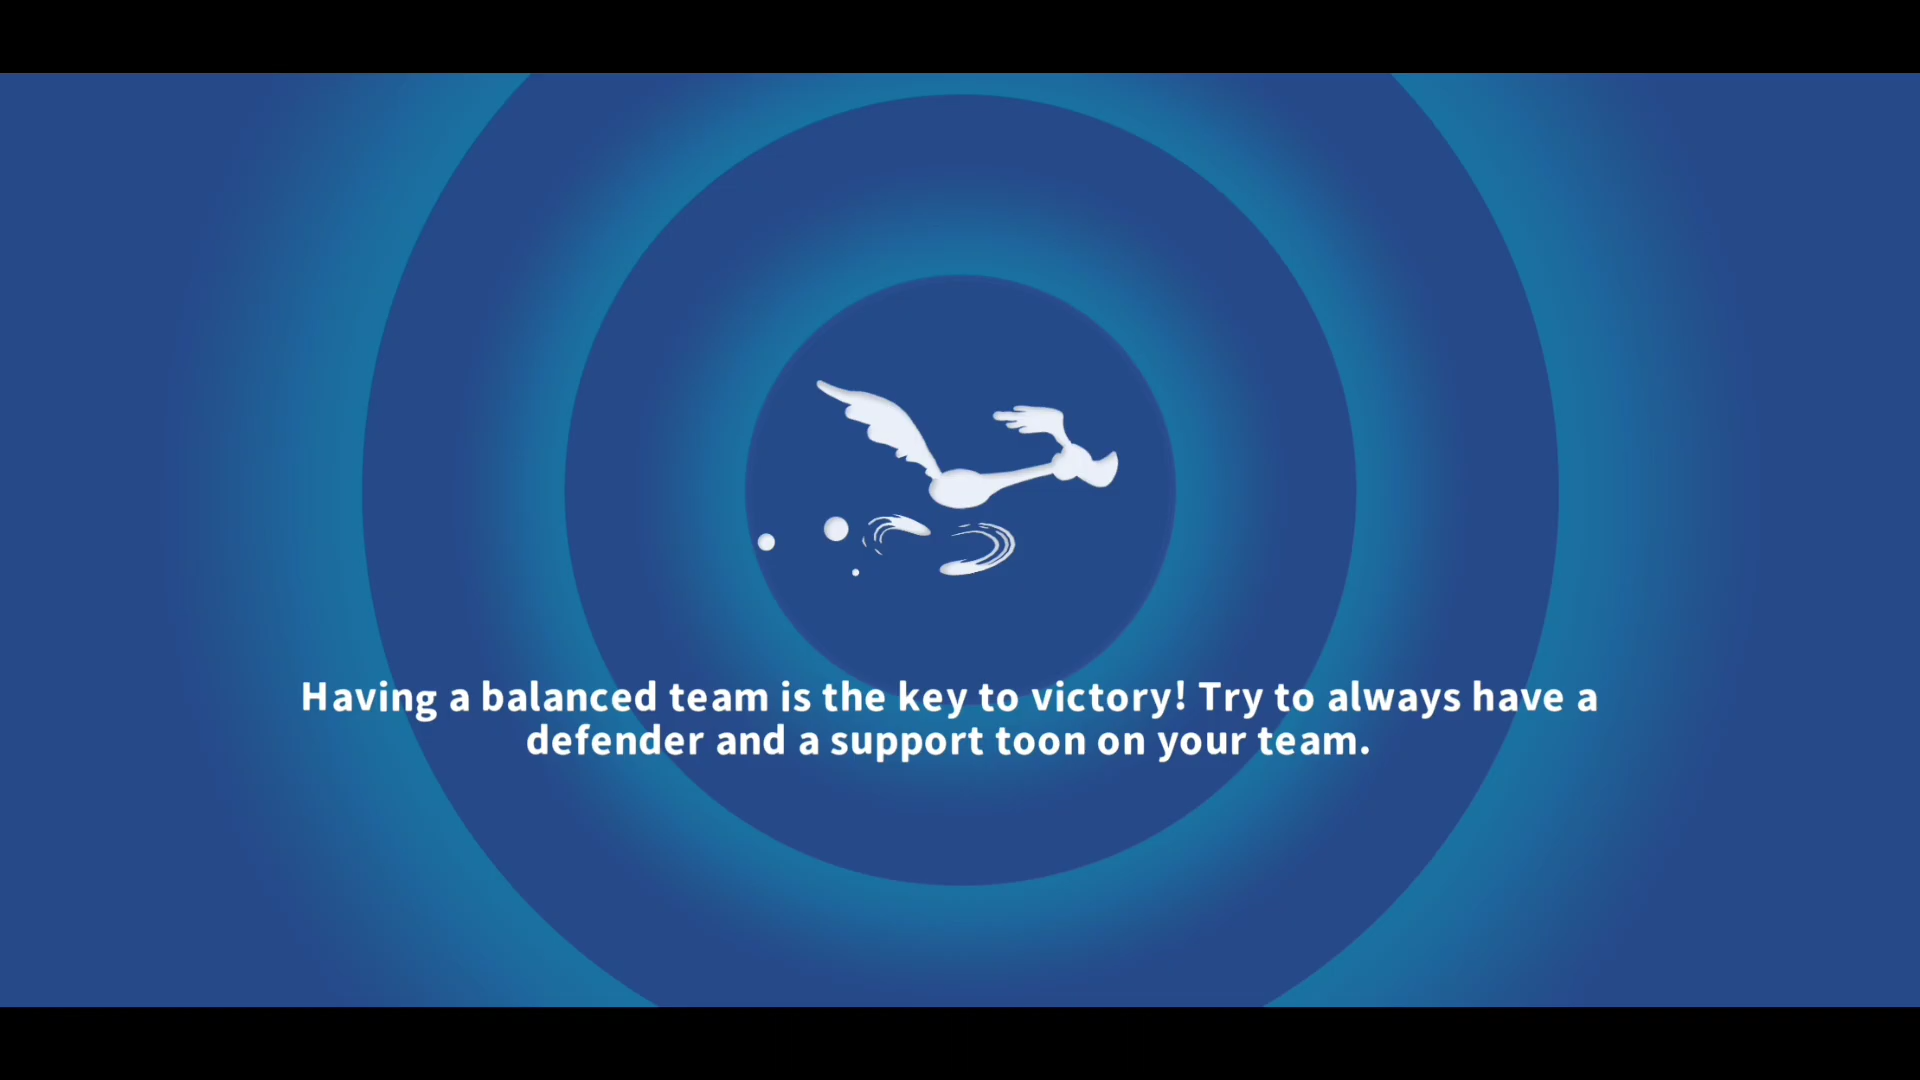 Having a balanced team is the key to victory! Try to always have a
defender and a support toon on your team.